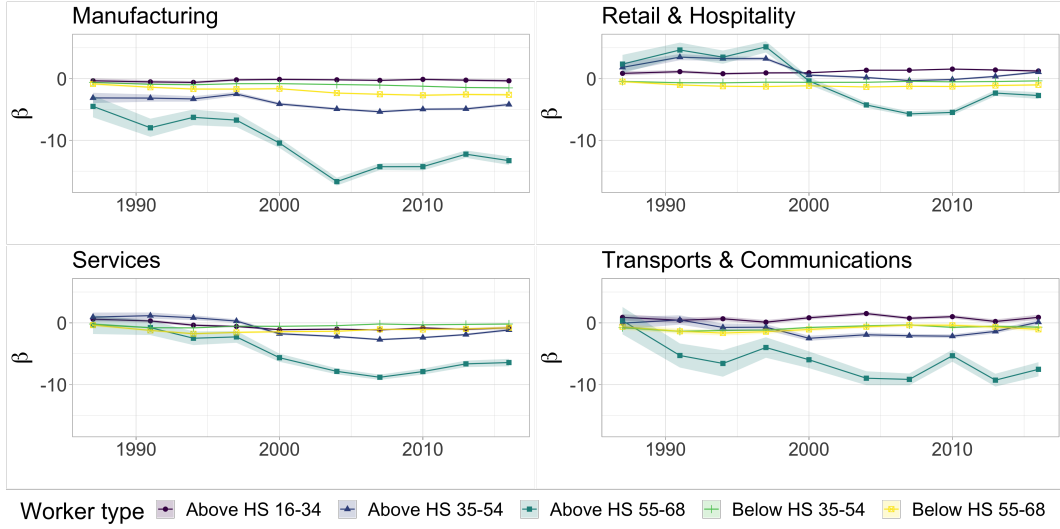 Manufacturing
Retail & Hospitality
0
-10
β
1990
2000
2010
0
-10
β
1990
2000
2010
Services
Transports & Communications
0
-10
β
1990
2000
2010
0
-10
β
1990
2000
2010
Worker type Above HS 16-34 Above HS 35-54 Above HS 55-68 Below HS 35-54 Below HS 55-68